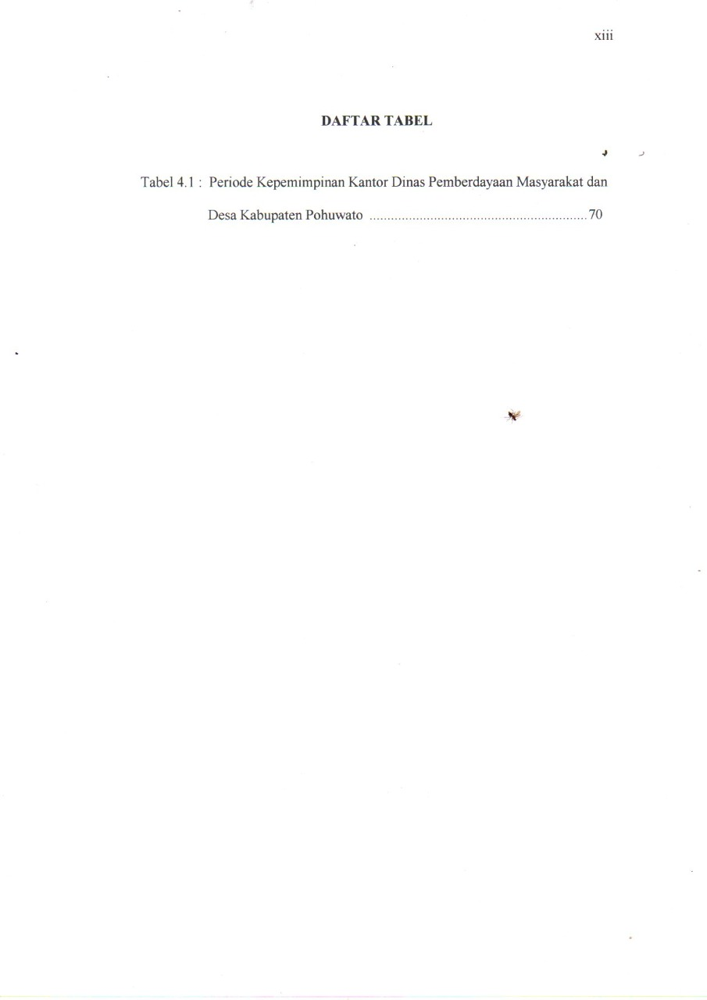 xiii
DAFTAR TABEL
Tabel 4.1 : Periode Kepemimpinan Kantor Dinas Pemberdayaan Masyarakat dan
Desa Kabupaten Pohuwato .............................................................70